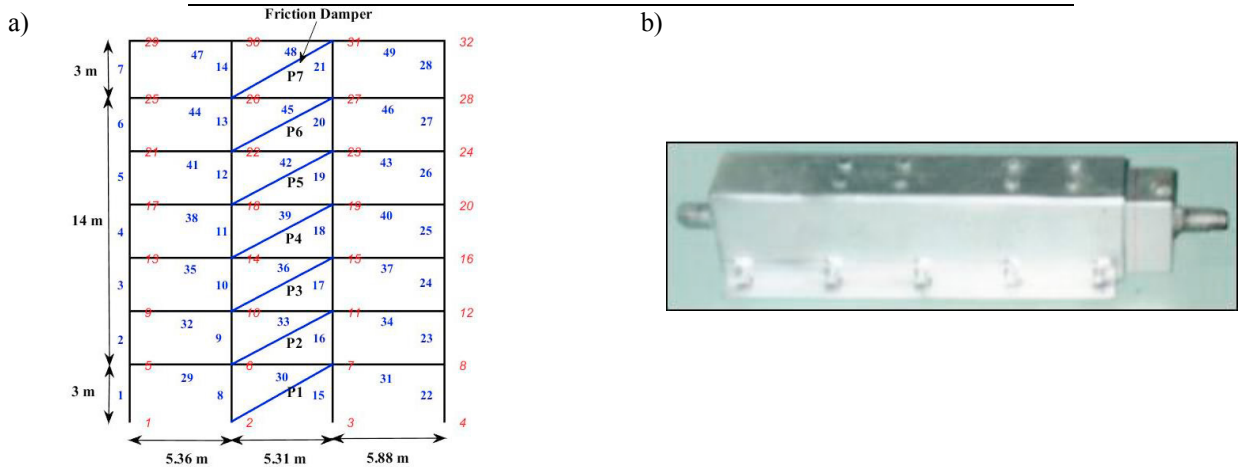 Friction Damper
a)
b)
29 30 31 32
47 48 49
3 m 7 14 P7 21 28
25 26 27 28
44 45 46
6 13 P6 20 27
21 22 23 24
41 42 43
5 12 P5 19 26
17 18 19 20
14 m
38 39 40
4 11 P4 18 25
13 14 15 16
35 36 37
3 10 P3 17 24
9 10 11 12
32 33 34
2 9 P2 16 23
5 6 7 8
29 30 31
3 m 1 8 P1 15 22
1 2 3 4
5.36 m 5.31 m 5.88 m